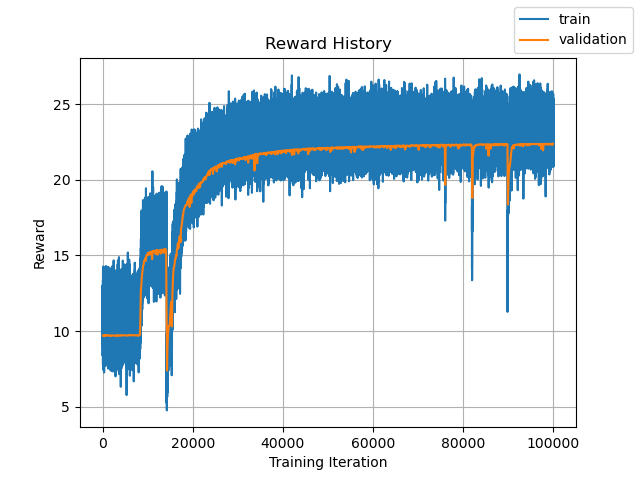 train
validation
Reward History
25
20
15
10
5
Reward
0 20000 40000 60000 80000 100000
Training Iteration